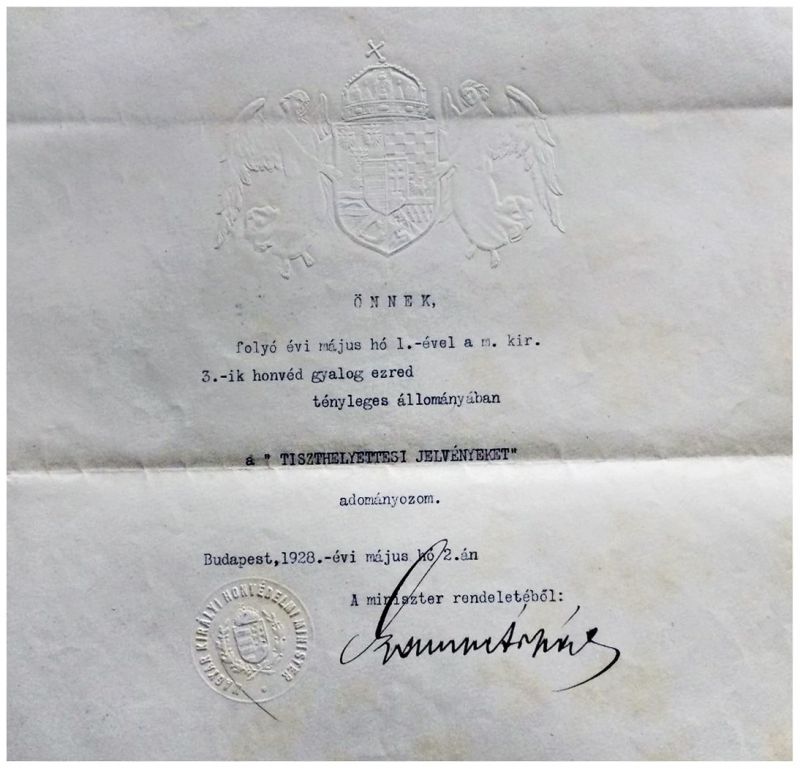 Ö N N E K,
folyó évi május hó 1.-ével a m. kir.
3.-ik honvéd gyalog ezred
tényleges állományában
a " TISZTHELYETTESI JELVÉNYEKET"
adományozom.
Budapest,1928.-évi május hó 2.án
A miniszter rendeletéből:
MAGYAR KIRÁLYI HONVÉDELMI MINISTER